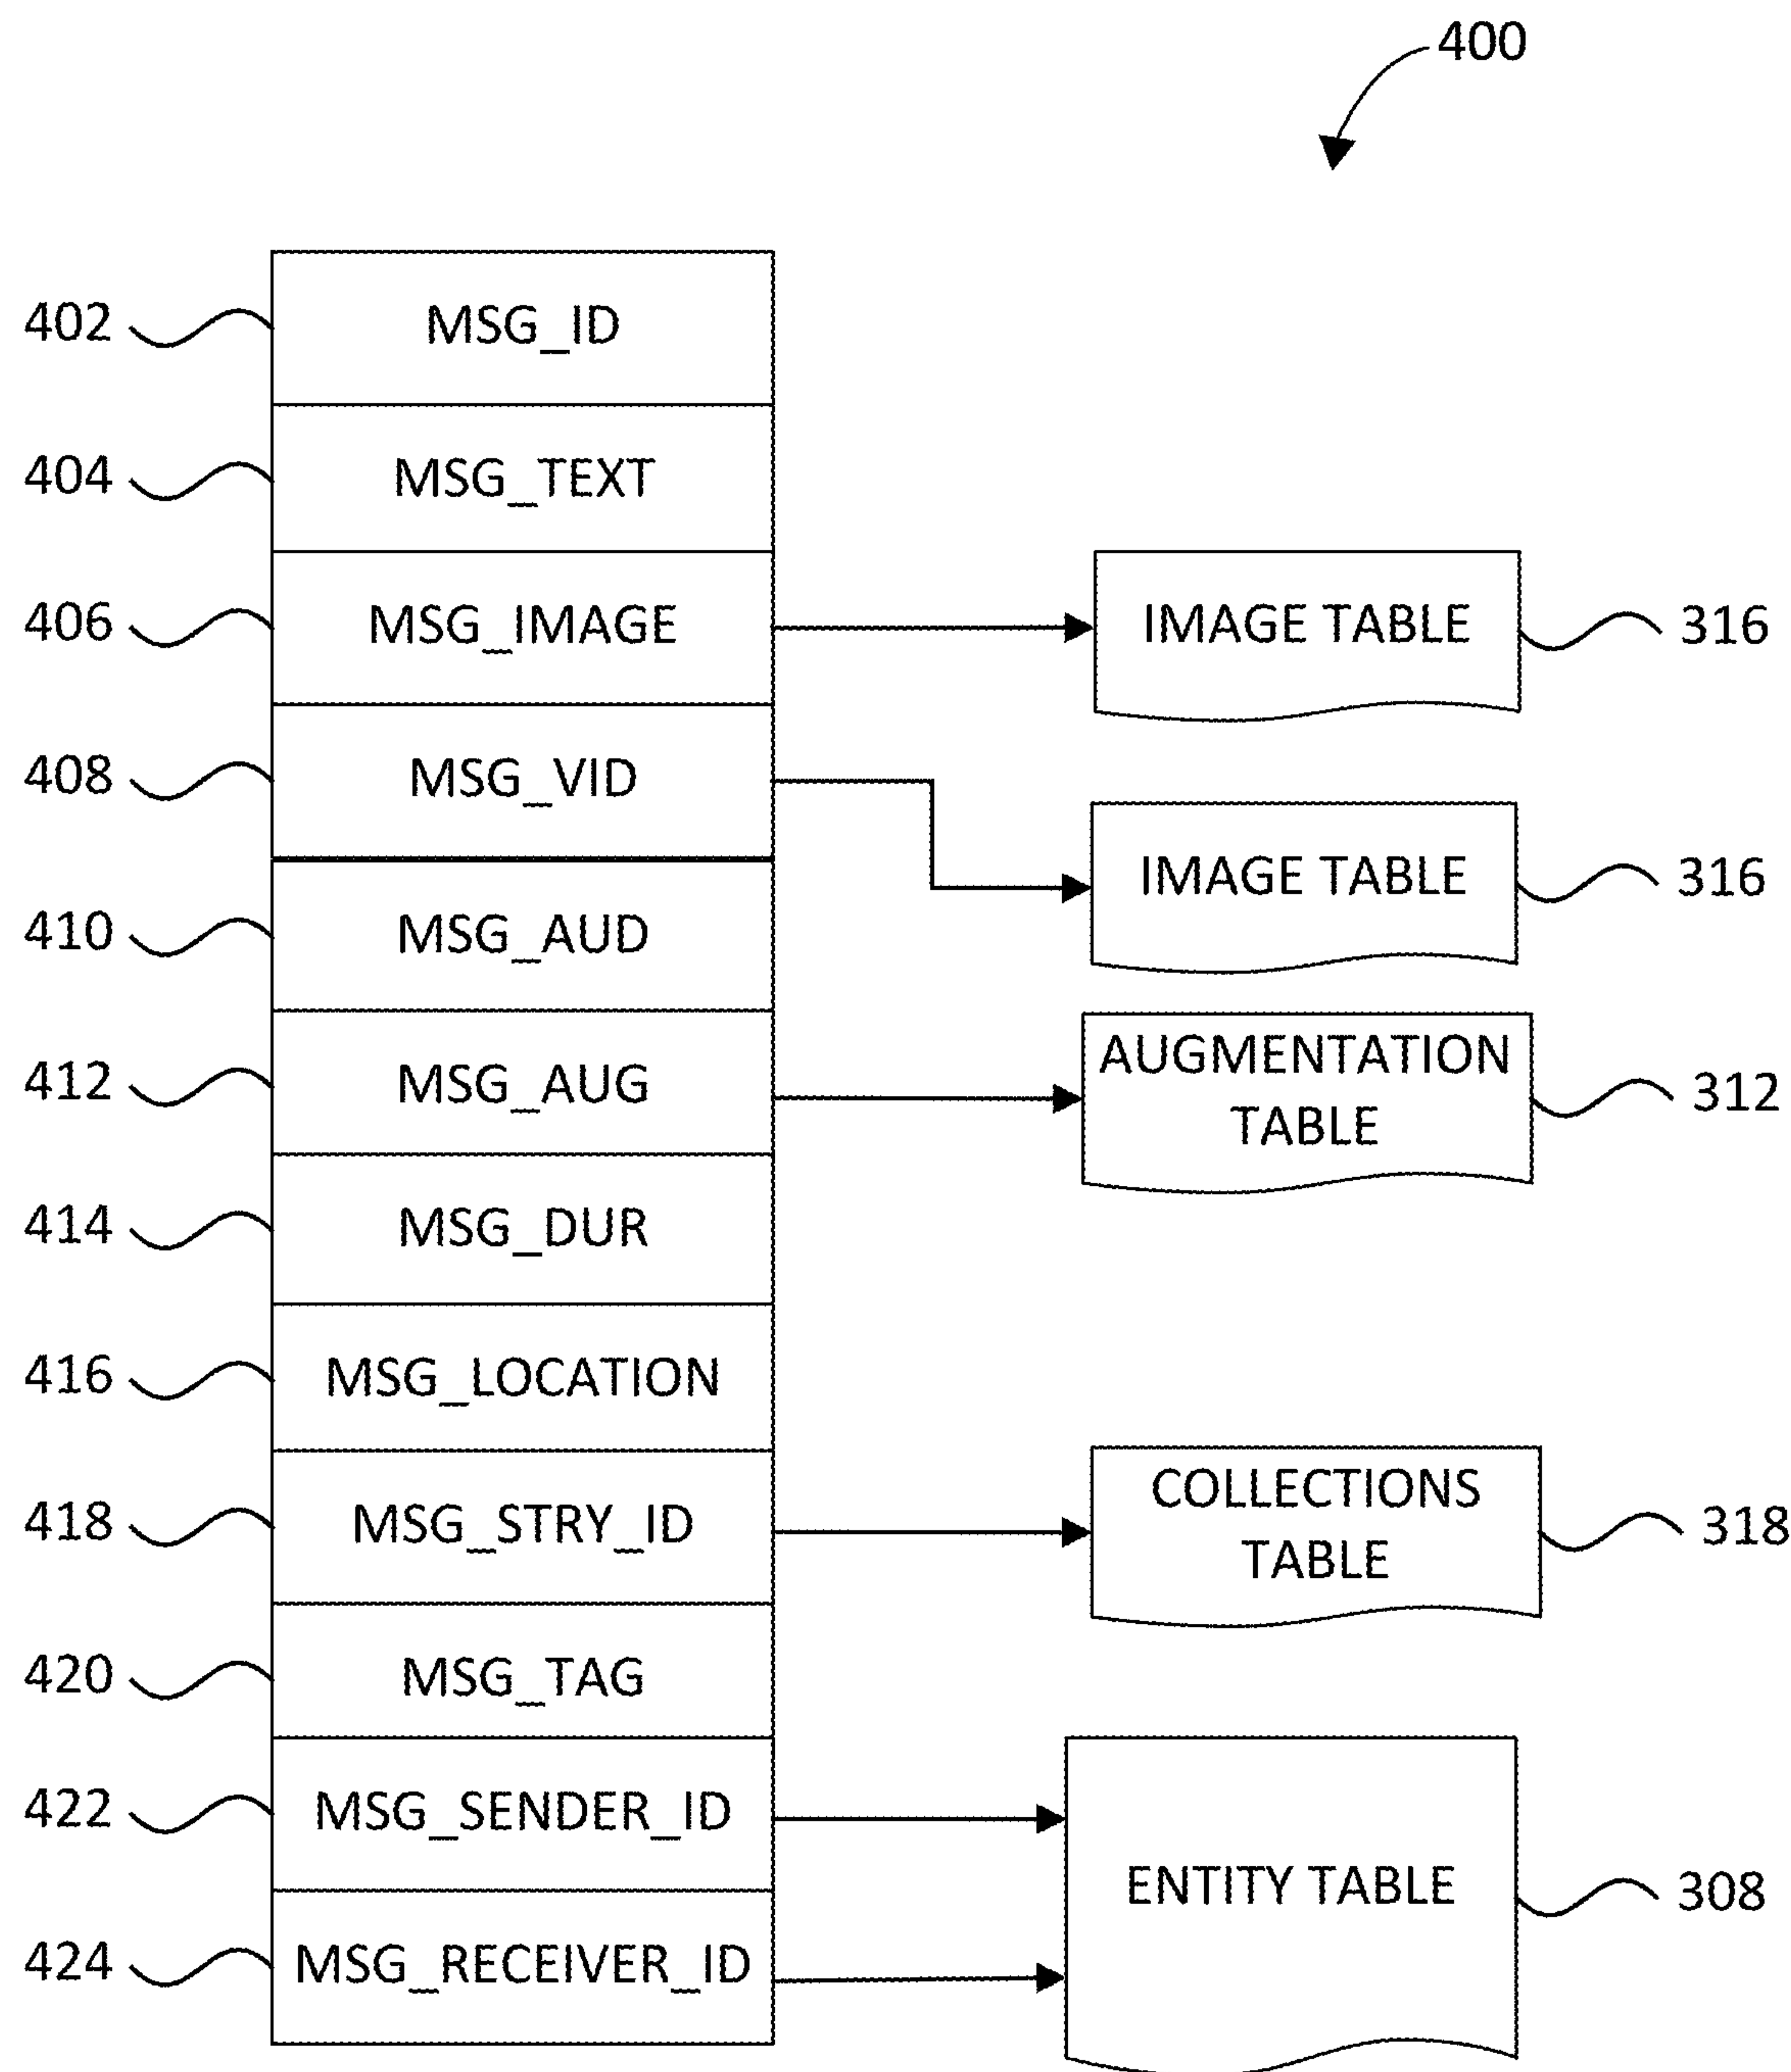 400
402 MSG_ID
404 MSG_TEXT
406 MSG_IMAGE IMAGE TABLE 316
408 MSG_VID
IMAGE TABLE 316
410 MSG_AUD
412 MSG_AUG
AUGMENTATION
TABLE
312
414 MSG_DUR
416 MSG_LOCATION
418 MSG_STRY_ID
COLLECTIONS
TABLE
318
420 MSG_TAG
422 MSG_SENDER_ID
ENTITY TABLE 308
424 MSG_RECEIVER_ID